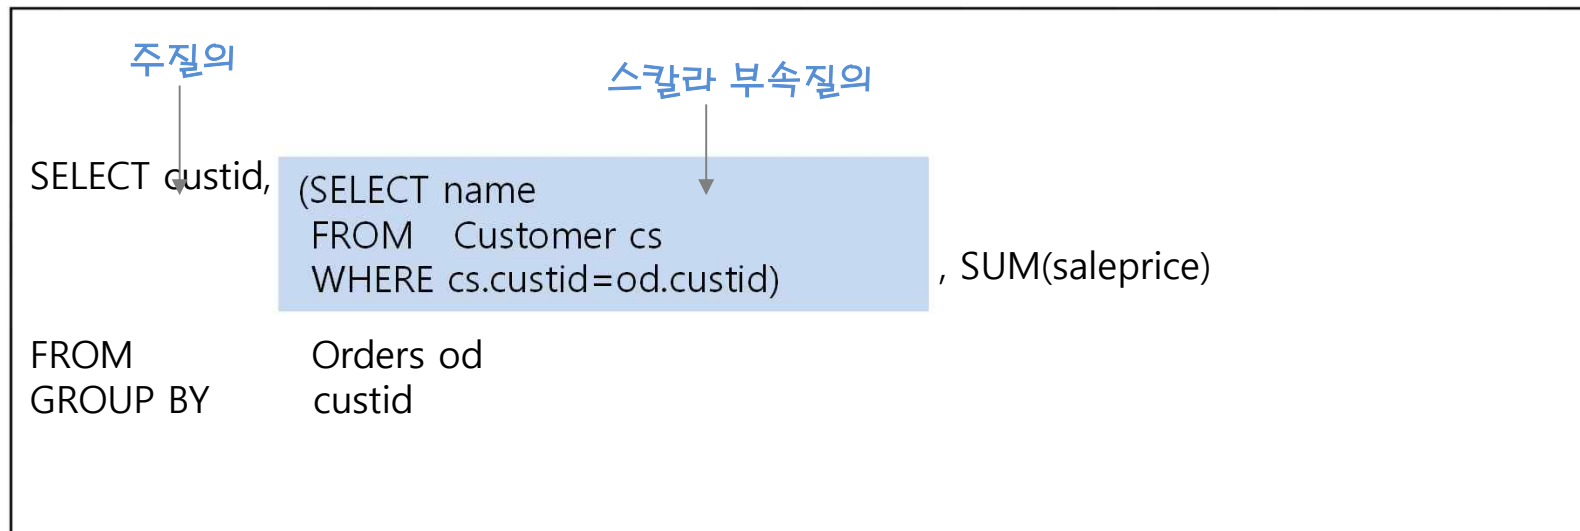 주질의
스칼라 부속질의
SELECT custid,
(SELECT name
FROM Customer cs
WHERE cs.custid=od.custid)
, SUM(saleprice)
FROM Orders od
GROUP BY custid